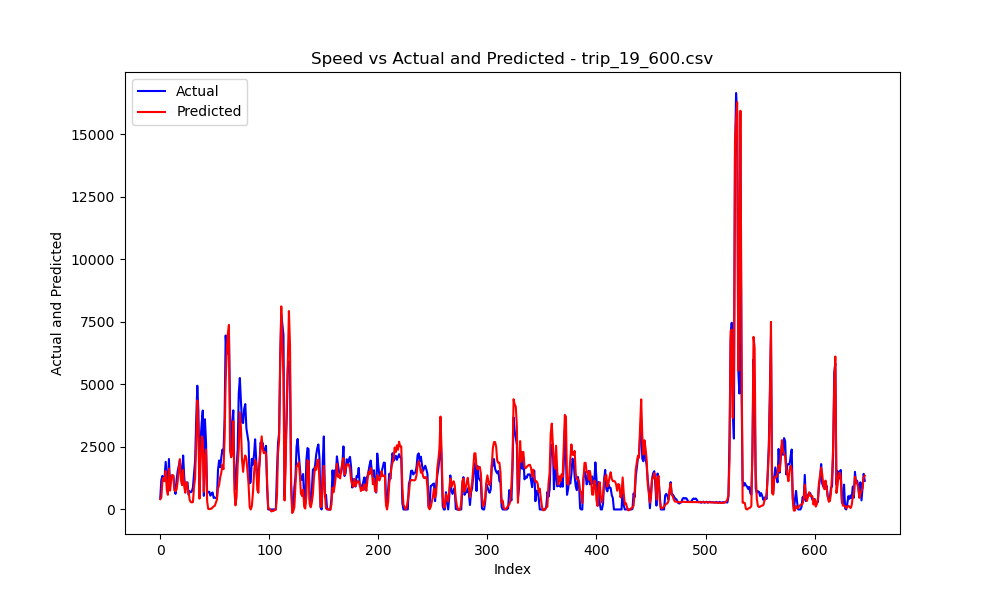 Speed vs Actual and Predicted - trip_19_600.csv
Actual
Predicted
15000
12500
10000
7500
5000
2500
0
Actual and Predicted
0 100 200 300 400 500 600
Index